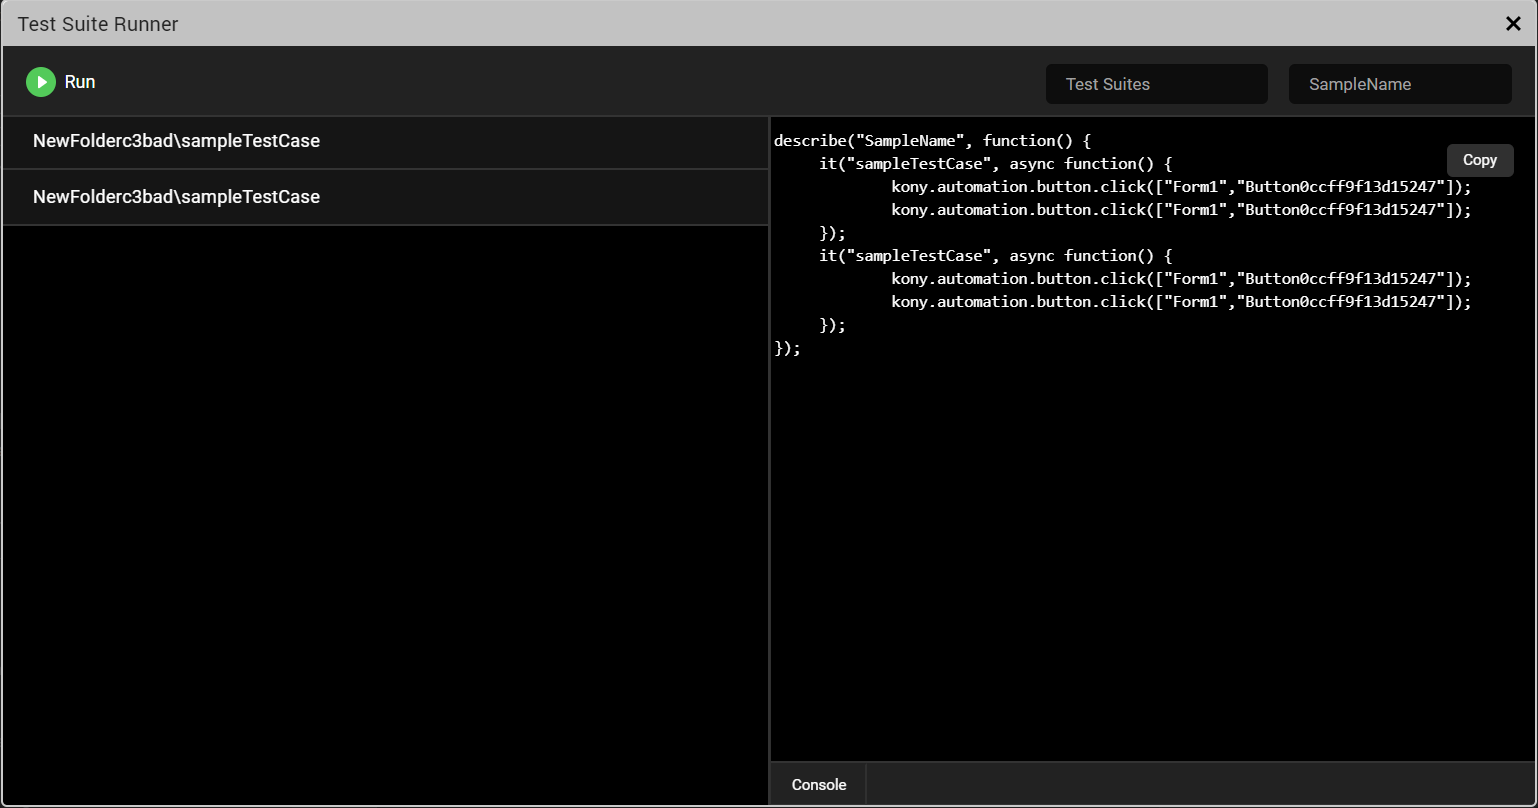 Test Suite Runner
Run
Test Suites
SampleName
NewFolderc3bad\sampleTestCase
NewFolderc3bad\sampleTestCase
Copy
describe("SampleName", function() {
it("sampleTestCase", async function() {
kony.automation.button.click(["Form1","Button0ccff9f13d15247"]);
kony.automation.button.click(["Form1","Button0ccff9f13d15247"]);
});
it("sampleTestCase", async function() {
kony.automation.button.click(["Form1","Button0ccff9f13d15247"]);
kony.automation.button.click(["Form1","Button0ccff9f13d15247"]);
});
});
Console